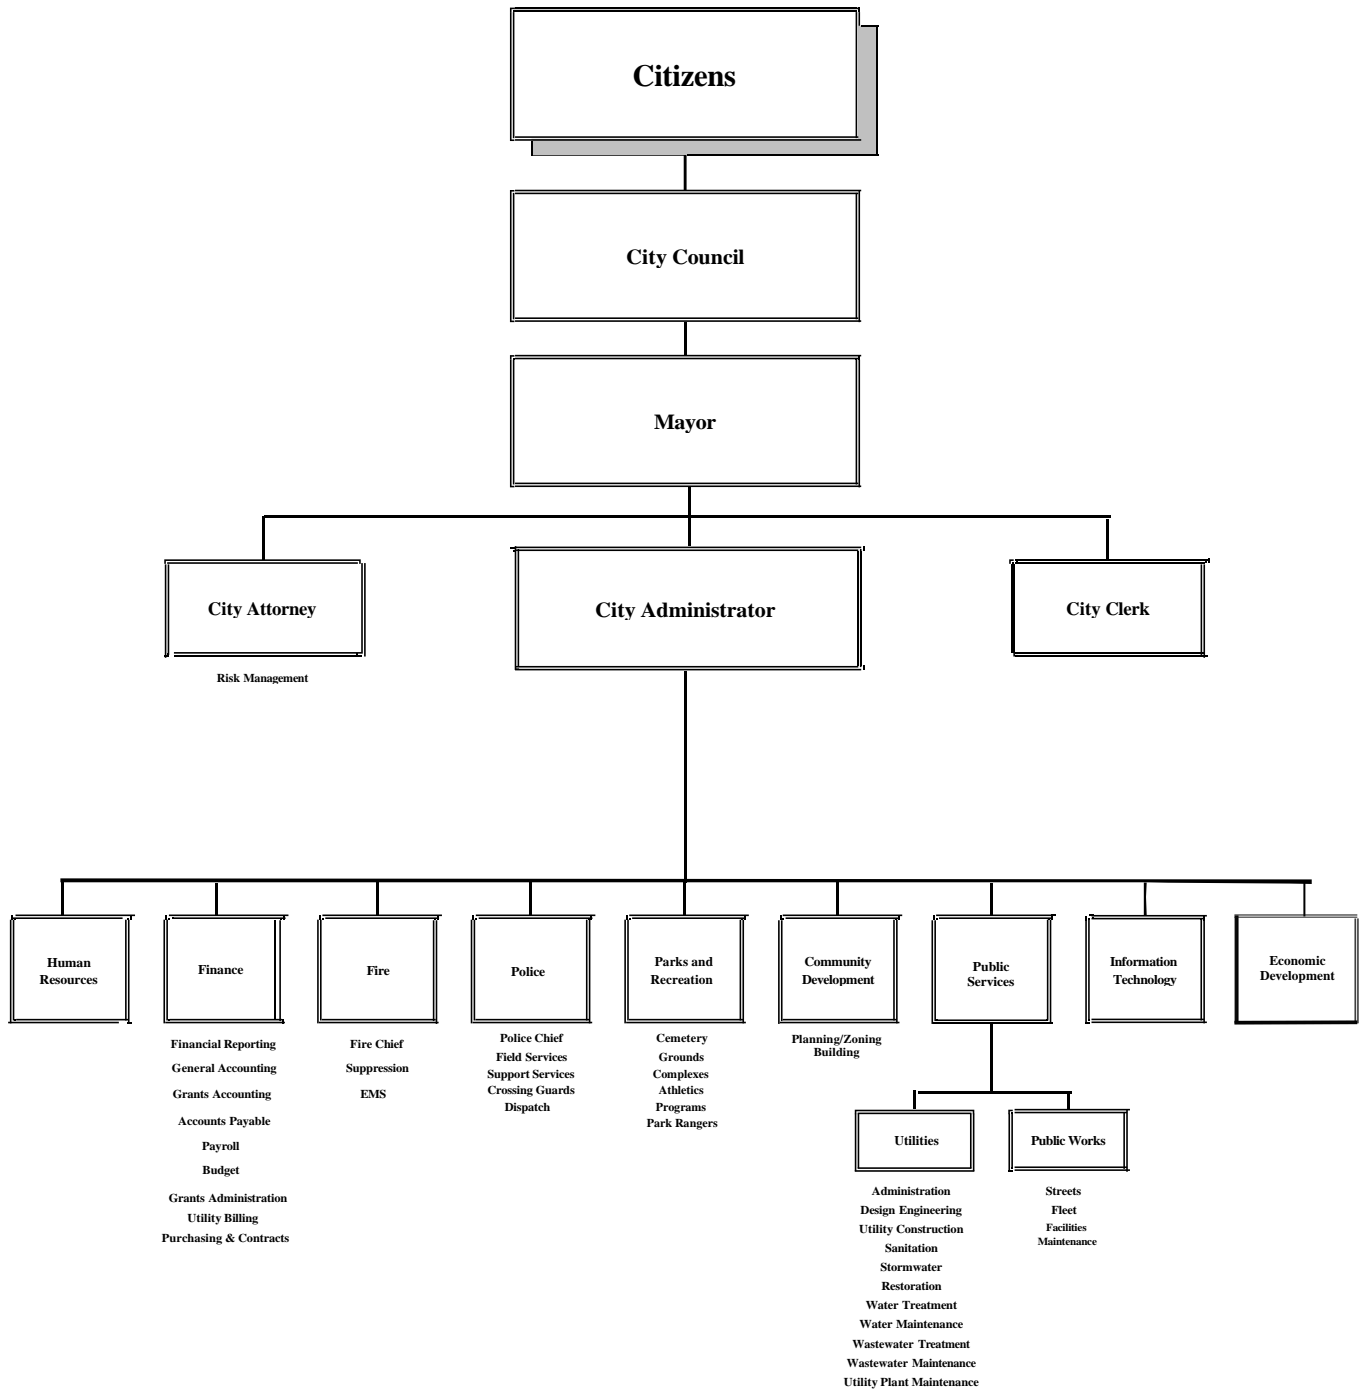 Citizens
City Council
Mayor
City Attorney
City Administrator
City Clerk
Risk Management
Human
Resources
Finance
Fire
Police
Parks and
Recreation
Community
Development
Public
Services
Information
Technology
Economic
Development
Financial Reporting
General Accounting
Grants Accounting
Accounts Payable
Payroll
Budget
Grants Administration
Utility Billing
Purchasing & Contracts
Fire Chief
Suppression
EMS
Police Chief
Field Services
Support Services
Crossing Guards
Dispatch
Cemetery
Grounds
Complexes
Athletics
Programs
Park Rangers
Planning/Zoning
Building
Utilities
Public Works
Administration
Design Engineering
Utility Construction
Sanitation
Stormwater
Restoration
Water Treatment
Water Maintenance
Wastewater Treatment
Wastewater Maintenance
Utility Plant Maintenance
Streets
Fleet
Facilities
Maintenance